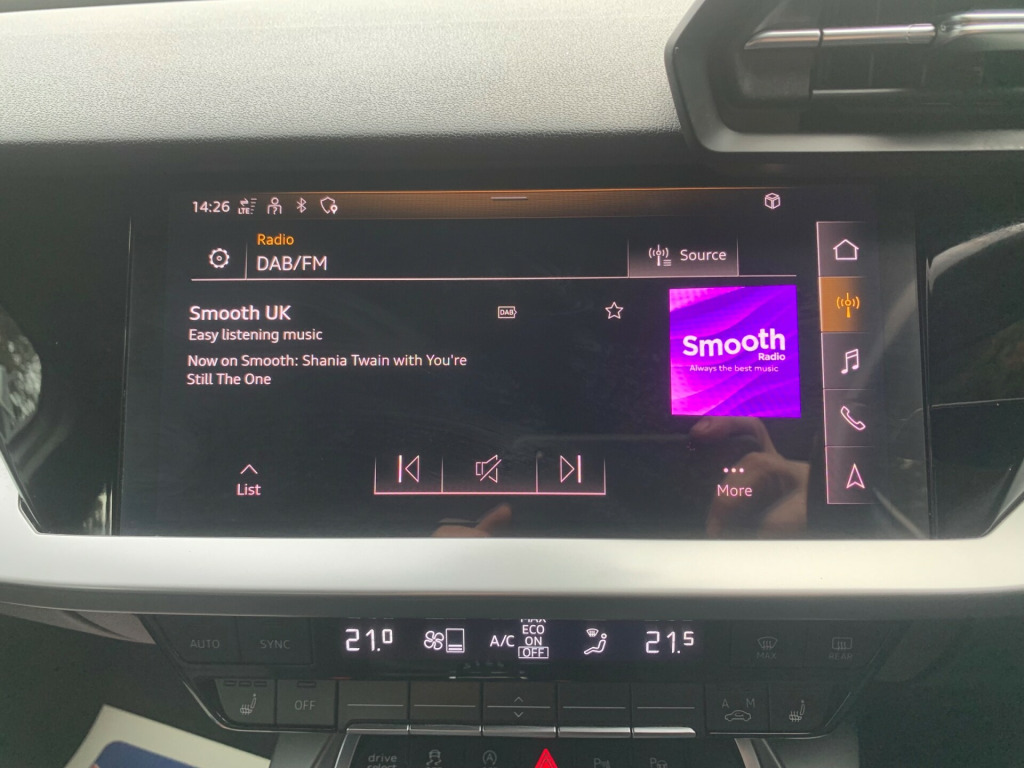 14:26 LTE
Radio
DAB/FM
Source
Smooth UK
DAB
Easy listening music
Now on Smooth: Shania Twain with You're
Still The One
Smooth
Radio
Always the best music
List
More
AUTO
SYNC
21.0
A/C
MAX
ECO
ON
OFF
21.5
MAX
REAR
OFF
A M
drive
select